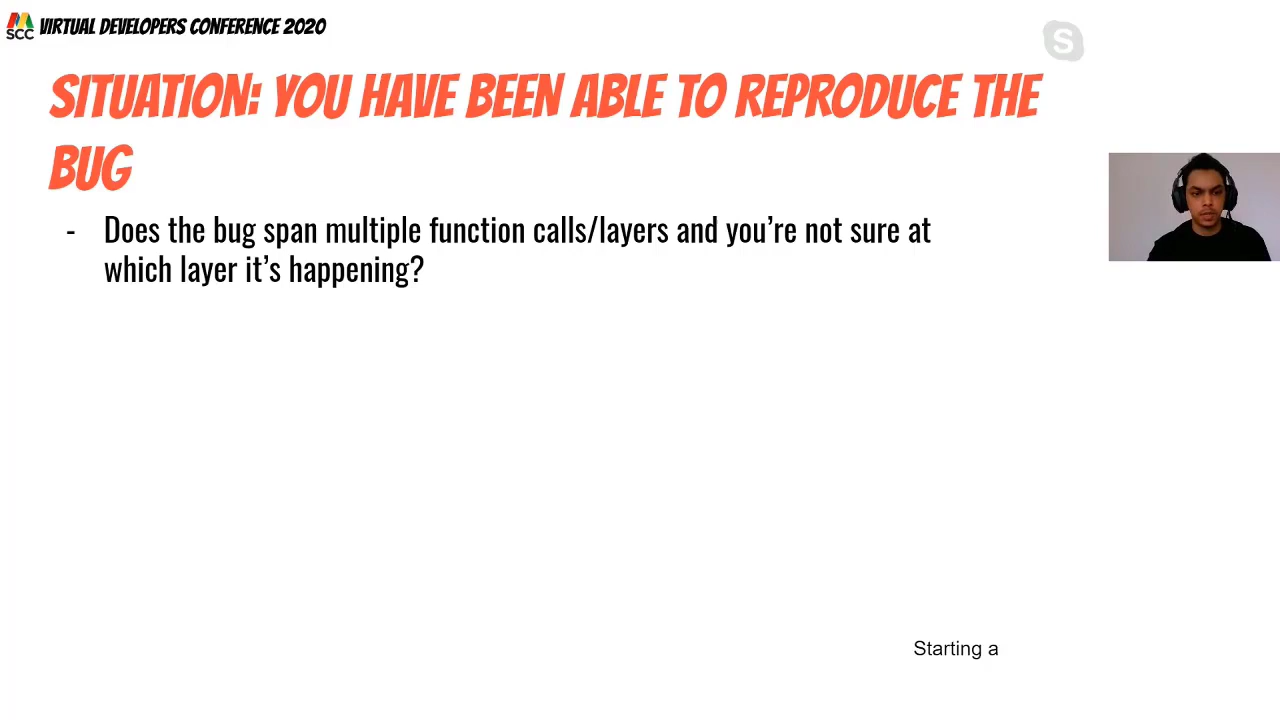 SCC VIRTUAL DEVELOPERS CONFERENCE 2020
S
SITUATION: YOU HAVE BEEN ABLE TO REPRODUCE THE
BUG
- Does the bug span multiple function calls/layers and you’re not sure at
which layer it’s happening?
Starting a